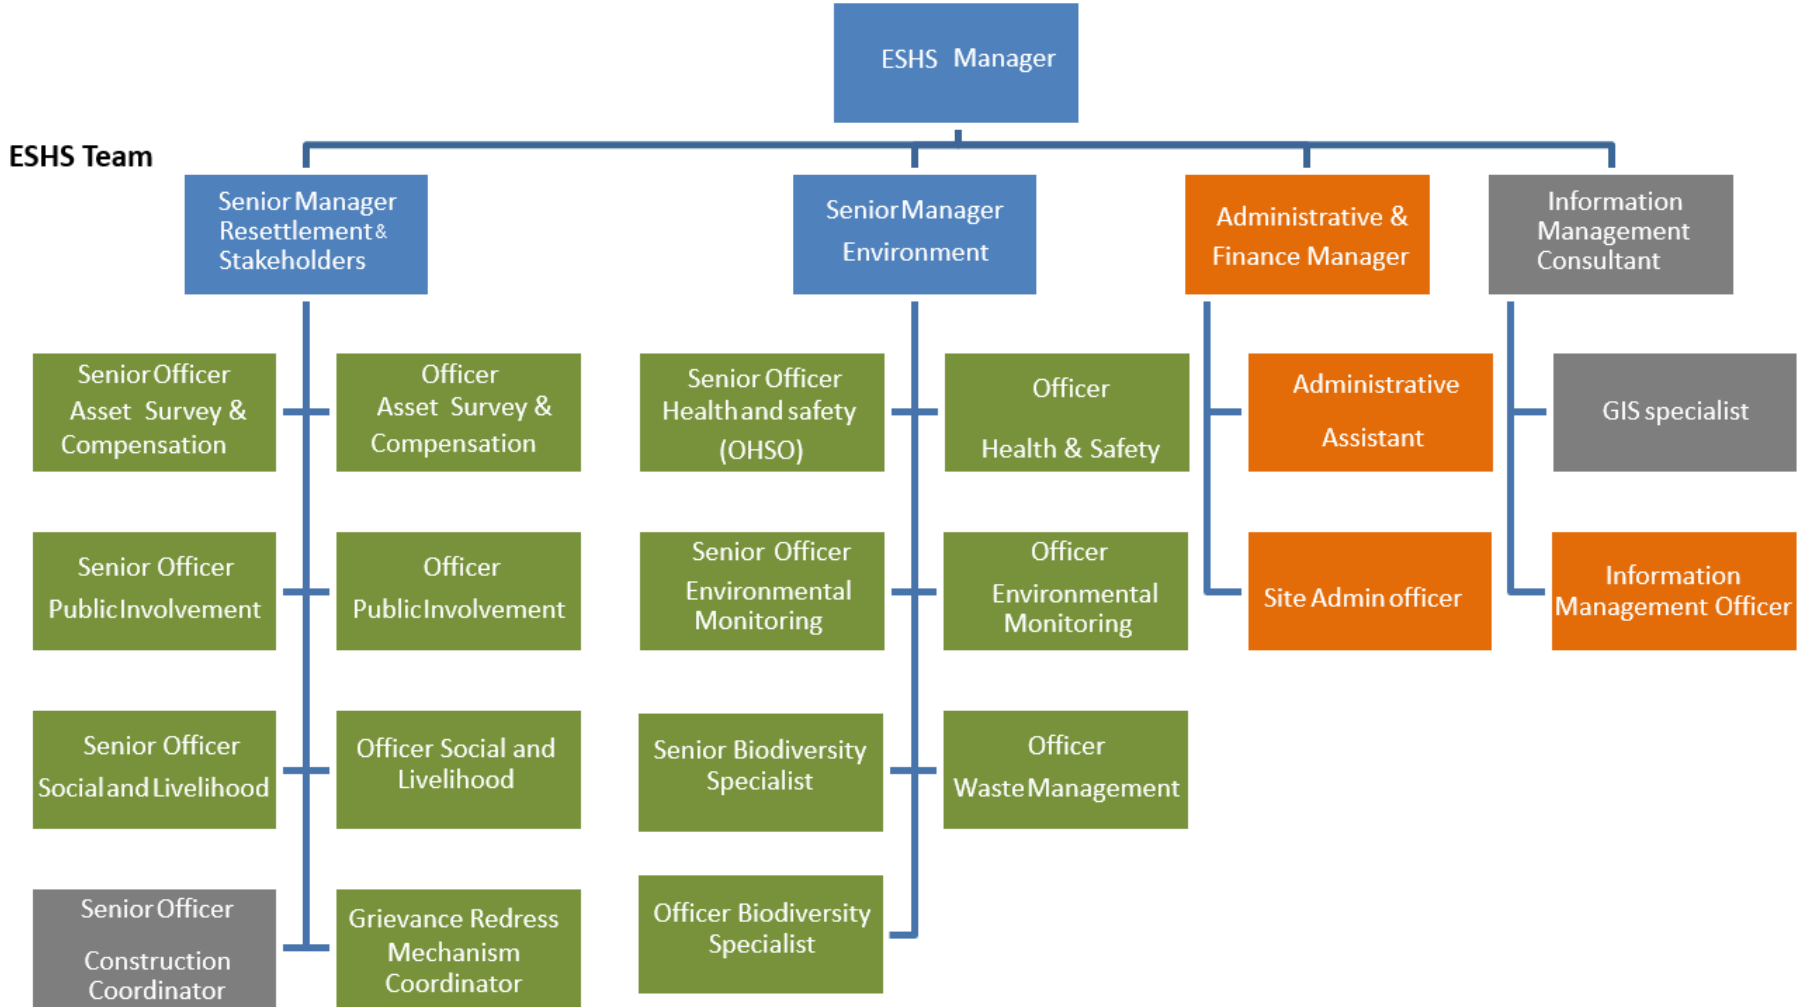 ESHS Manager
ESHS Team
Senior Manager
Resettlement &
Stakeholders
Senior Manager
Environment
Administrative &
Finance Manager
Information
Management
Consultant
Senior Officer
Asset Survey &
Compensation
Officer
Asset Survey &
Compensation
Senior Officer
Health and safety
(OHSO)
Officer
Health & Safety
Administrative
Assistant
GIS specialist
Senior Officer
Public Involvement
Officer
Public Involvement
Senior Officer
Environmental
Monitoring
Officer
Environmental
Monitoring
Site Admin officer
Information
Management Officer
Senior Officer
Social and Livelihood
Officer Social and
Livelihood
Senior Biodiversity
Specialist
Officer
Waste Management
Senior Officer
Construction
Coordinator
Grievance Redress
Mechanism
Coordinator
Officer Biodiversity
Specialist